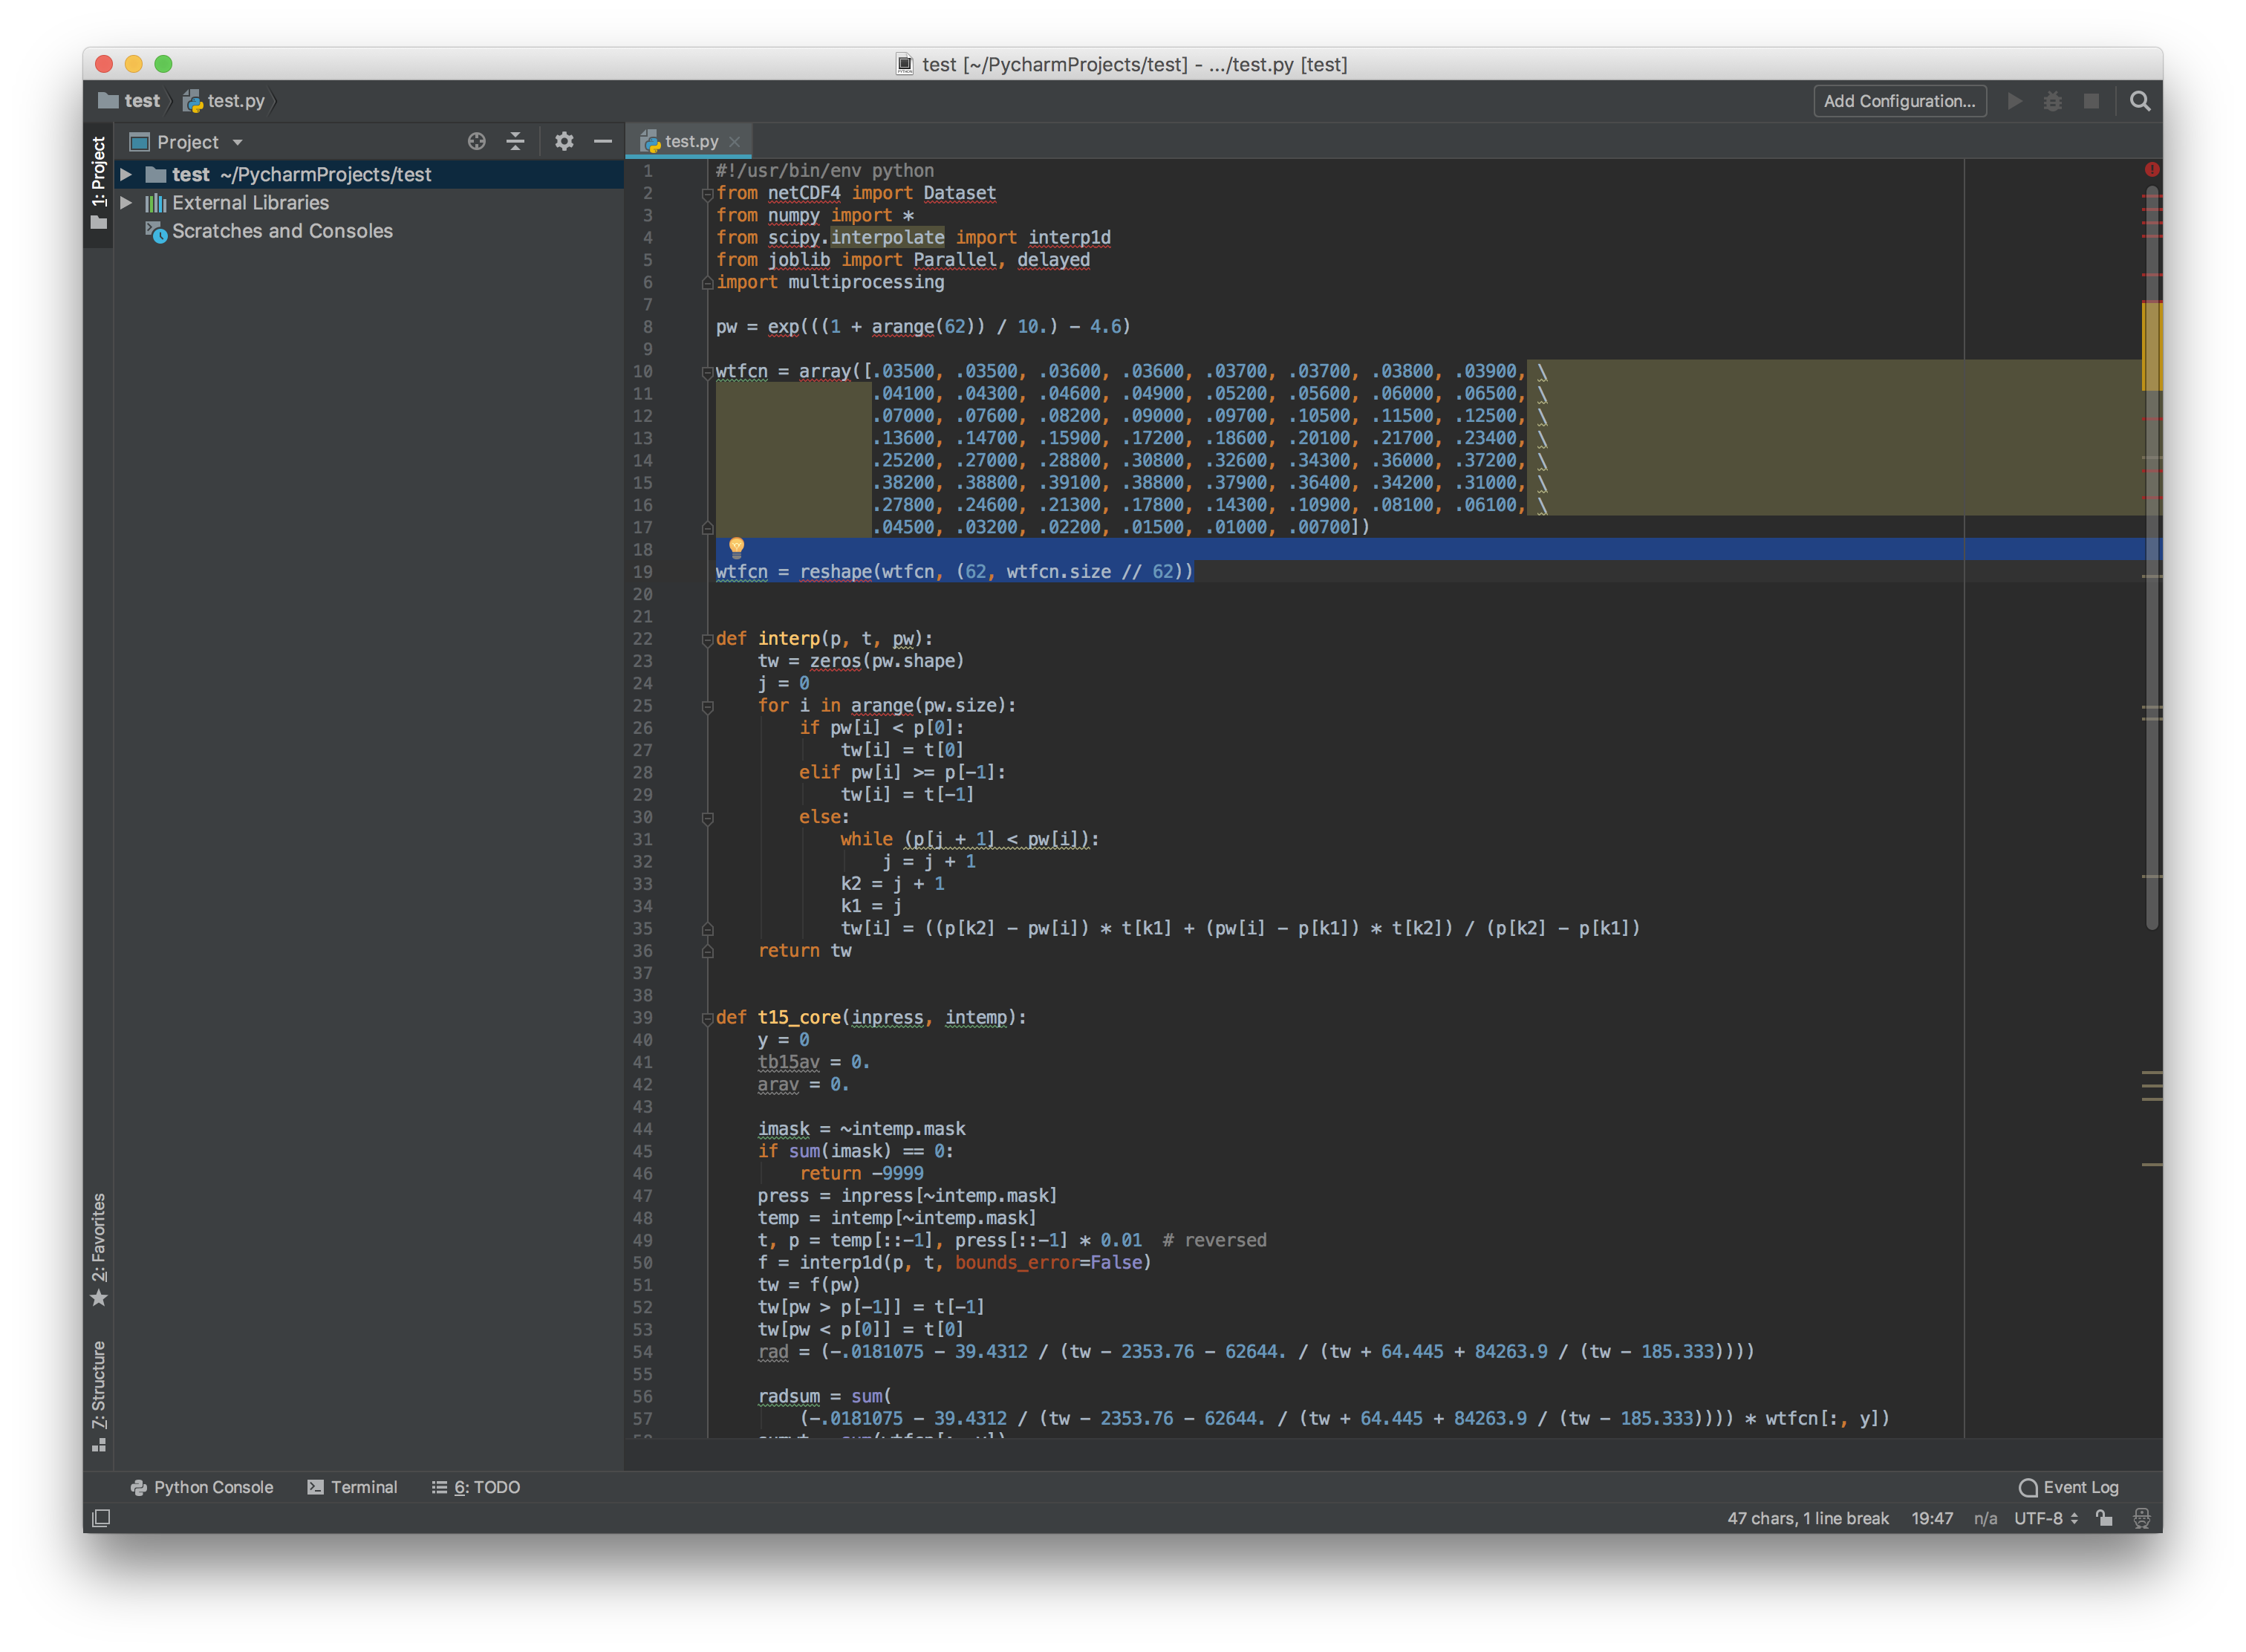 test [~/PycharmProjects/test] - .../test.py [test]
test test.py Add Configuration...
1: Project
Project
test ~/PycharmProjects/test
External Libraries
Scratches and Consoles
2: Favorites
7: Structure
test.py
1 #!/usr/bin/env python
2 from netCDF4 import Dataset
3 from numpy import *
4 from scipy.interpolate import interp1d
5 from joblib import Parallel, delayed
6 import multiprocessing
7
8 pw = exp(((1 + arange(62)) / 10.) - 4.6)
9
10 wtfcn = array([.03500, .03500, .03600, .03600, .03700, .03700, .03800, .03900, \
11 .04100, .04300, .04600, .04900, .05200, .05600, .06000, .06500, \
12 .07000, .07600, .08200, .09000, .09700, .10500, .11500, .12500, \
13 .13600, .14700, .15900, .17200, .18600, .20100, .21700, .23400, \
14 .25200, .27000, .28800, .30800, .32600, .34300, .36000, .37200, \
15 .38200, .38800, .39100, .38800, .37900, .36400, .34200, .31000, \
16 .27800, .24600, .21300, .17800, .14300, .10900, .08100, .06100, \
17 .04500, .03200, .02200, .01500, .01000, .00700])
18
19 wtfcn = reshape(wtfcn, (62, wtfcn.size // 62))
20
21
22 def interp(p, t, pw):
23 tw = zeros(pw.shape)
24 j = 0
25 for i in arange(pw.size):
26 if pw[i] < p[0]:
27 tw[i] = t[0]
28 elif pw[i] >= p[-1]:
29 tw[i] = t[-1]
30 else:
31 while (p[j + 1] < pw[i]):
32 j = j + 1
33 k2 = j + 1
34 k1 = j
35 tw[i] = ((p[k2] - pw[i]) * t[k1] + (pw[i] - p[k1]) * t[k2]) / (p[k2] - p[k1])
36 return tw
37
38
39 def t15_core(inpress, intemp):
40 y = 0
41 tb15av = 0.
42 arav = 0.
43
44 imask = ~intemp.mask
45 if sum(imask) == 0:
46 return -9999
47 press = inpress[~intemp.mask]
48 temp = intemp[~intemp.mask]
49 t, p = temp[::-1], press[::-1] * 0.01 # reversed
50 f = interp1d(p, t, bounds_error=False)
51 tw = f(pw)
52 tw[pw > p[-1]] = t[-1]
53 tw[pw < p[0]] = t[0]
54 rad = (-.0181075 - 39.4312 / (tw - 2353.76 - 62644. / (tw + 64.445 + 84263.9 / (tw - 185.333))))
55
56 radsum = sum(
57 (-.0181075 - 39.4312 / (tw - 2353.76 - 62644. / (tw + 64.445 + 84263.9 / (tw - 185.333)))) * wtfcn[:, y])
Python Console Terminal 6: TODO Event Log
47 chars, 1 line break 19:47 n/a UTF-8